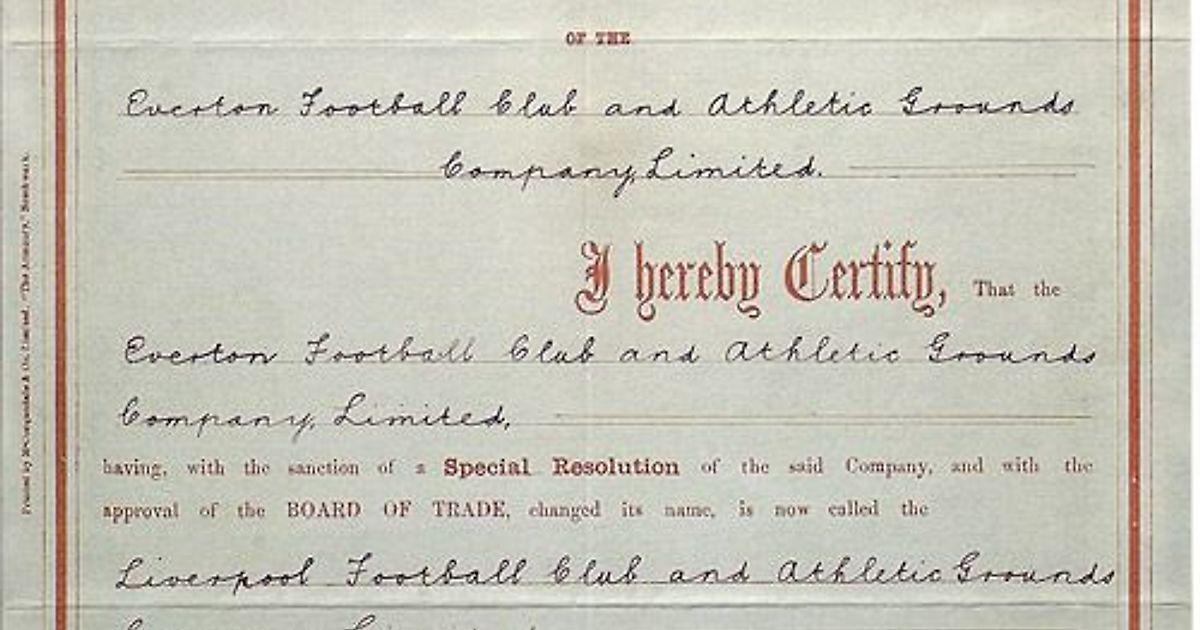 OF THE
Everton Football Club and Athletic Grounds
Company, Limited.
I hereby Certify, That the
Everton Football Club and Athletic Grounds
Company, Limited,
having, with the sanction of a Special Resolution of the said Company, and with the
approval of the BOARD OF TRADE, changed its name, is now called the
Liverpool Football Club and Athletic Grounds